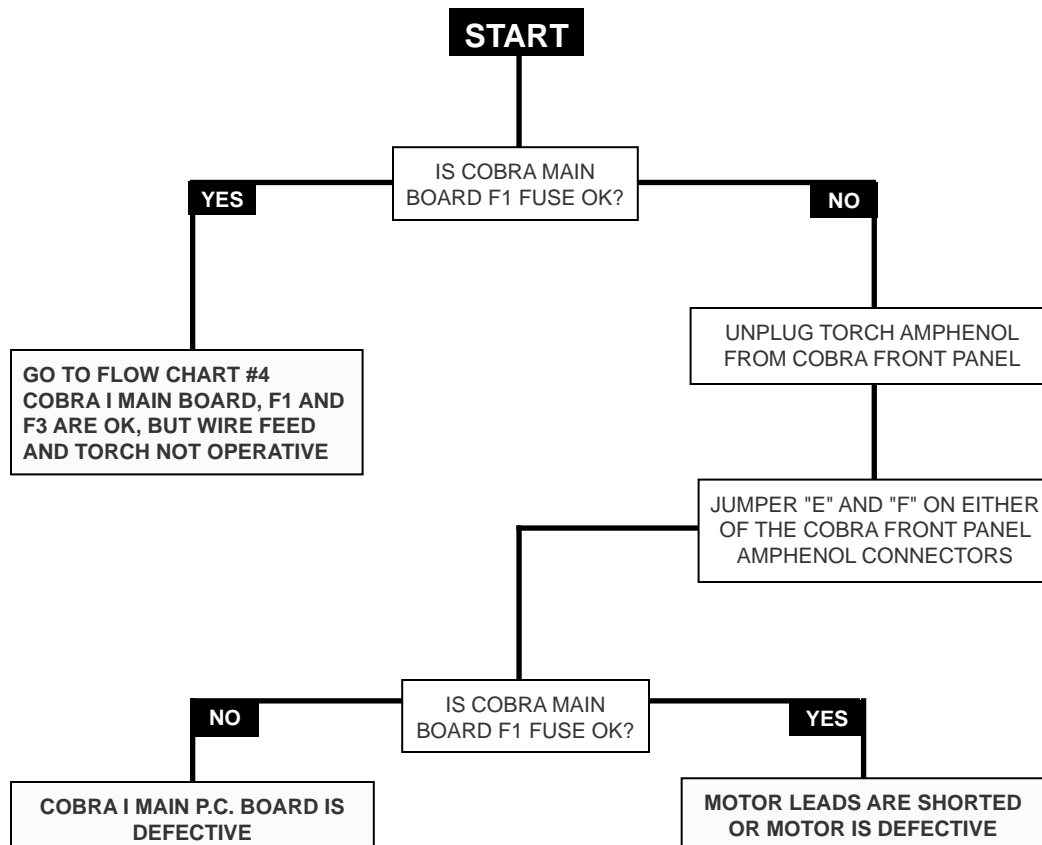 START
IS COBRA MAIN
BOARD F1 FUSE OK?
YES
NO
UNPLUG TORCH AMPHENOL
FROM COBRA FRONT PANEL
GO TO FLOW CHART #4
COBRA I MAIN BOARD, F1 AND
F3 ARE OK, BUT WIRE FEED
AND TORCH NOT OPERATIVE
JUMPER "E" AND "F" ON EITHER
OF THE COBRA FRONT PANEL
AMPHENOL CONNECTORS
IS COBRA MAIN
BOARD F1 FUSE OK?
NO
YES
COBRA I MAIN P.C. BOARD IS
DEFECTIVE
MOTOR LEADS ARE SHORTED
OR MOTOR IS DEFECTIVE